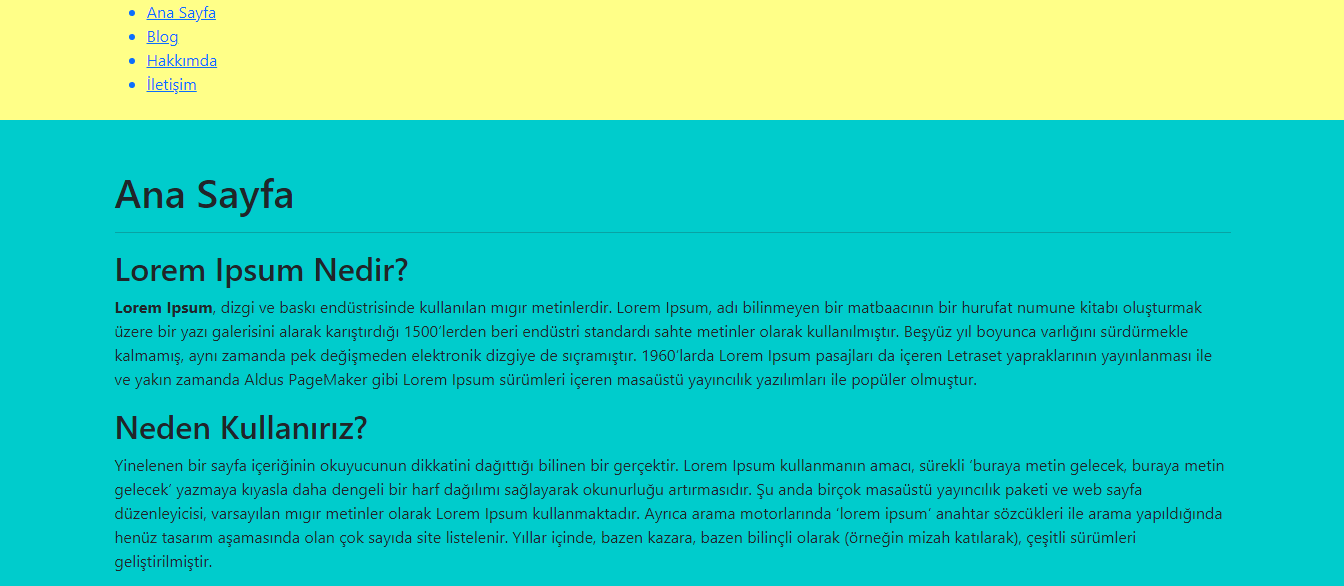 Ana Sayfa
Blog
Hakkımda
İletişim
Ana Sayfa
Lorem Ipsum Nedir?
Lorem Ipsum, dizgi ve baskı endüstrisinde kullanılan mıgır metinlerdir. Lorem Ipsum, adı bilinmeyen bir matbaacının bir hurufat numune kitabı oluşturmak
üzere bir yazı galerisini alarak karıştırdığı 1500′lerden beri endüstri standardı sahte metinler olarak kullanılmıştır. Beşyüz yıl boyunca varlığını sürdürmekle
kalmamış, aynı zamanda pek değişmeden elektronik dizgiye de sıçramıştır. 1960′larda Lorem Ipsum pasajları da içeren Letraset yapraklarının yayınlanması ile
ve yakın zamanda Aldus PageMaker gibi Lorem Ipsum sürümleri içeren masaüstü yayıncılık yazılımları ile popüler olmuştur.
Neden Kullanırız?
Yinelenen bir sayfa içeriğinin okuyucunun dikkatini dağıttığı bilinen bir gerçektir. Lorem Ipsum kullanmanın amacı, sürekli ‘buraya metin gelecek, buraya metin
gelecek’ yazmaya kıyasla daha dengeli bir harf dağılımı sağlayarak okunurluğu artırmasıdır. Şu anda birçok masaüstü yayıncılık paketi ve web sayfa
düzenleyicisi, varsayılan mıgır metinler olarak Lorem Ipsum kullanmaktadır. Ayrıca arama motorlarında ‘lorem ipsum’ anahtar sözcükleri ile arama yapıldığında
henüz tasarım aşamasında olan çok sayıda site listelenir. Yıllar içinde, bazen kazara, bazen bilinçli olarak (örneğin mizah katılarak), çeşitli sürümleri
geliştirilmiştir.